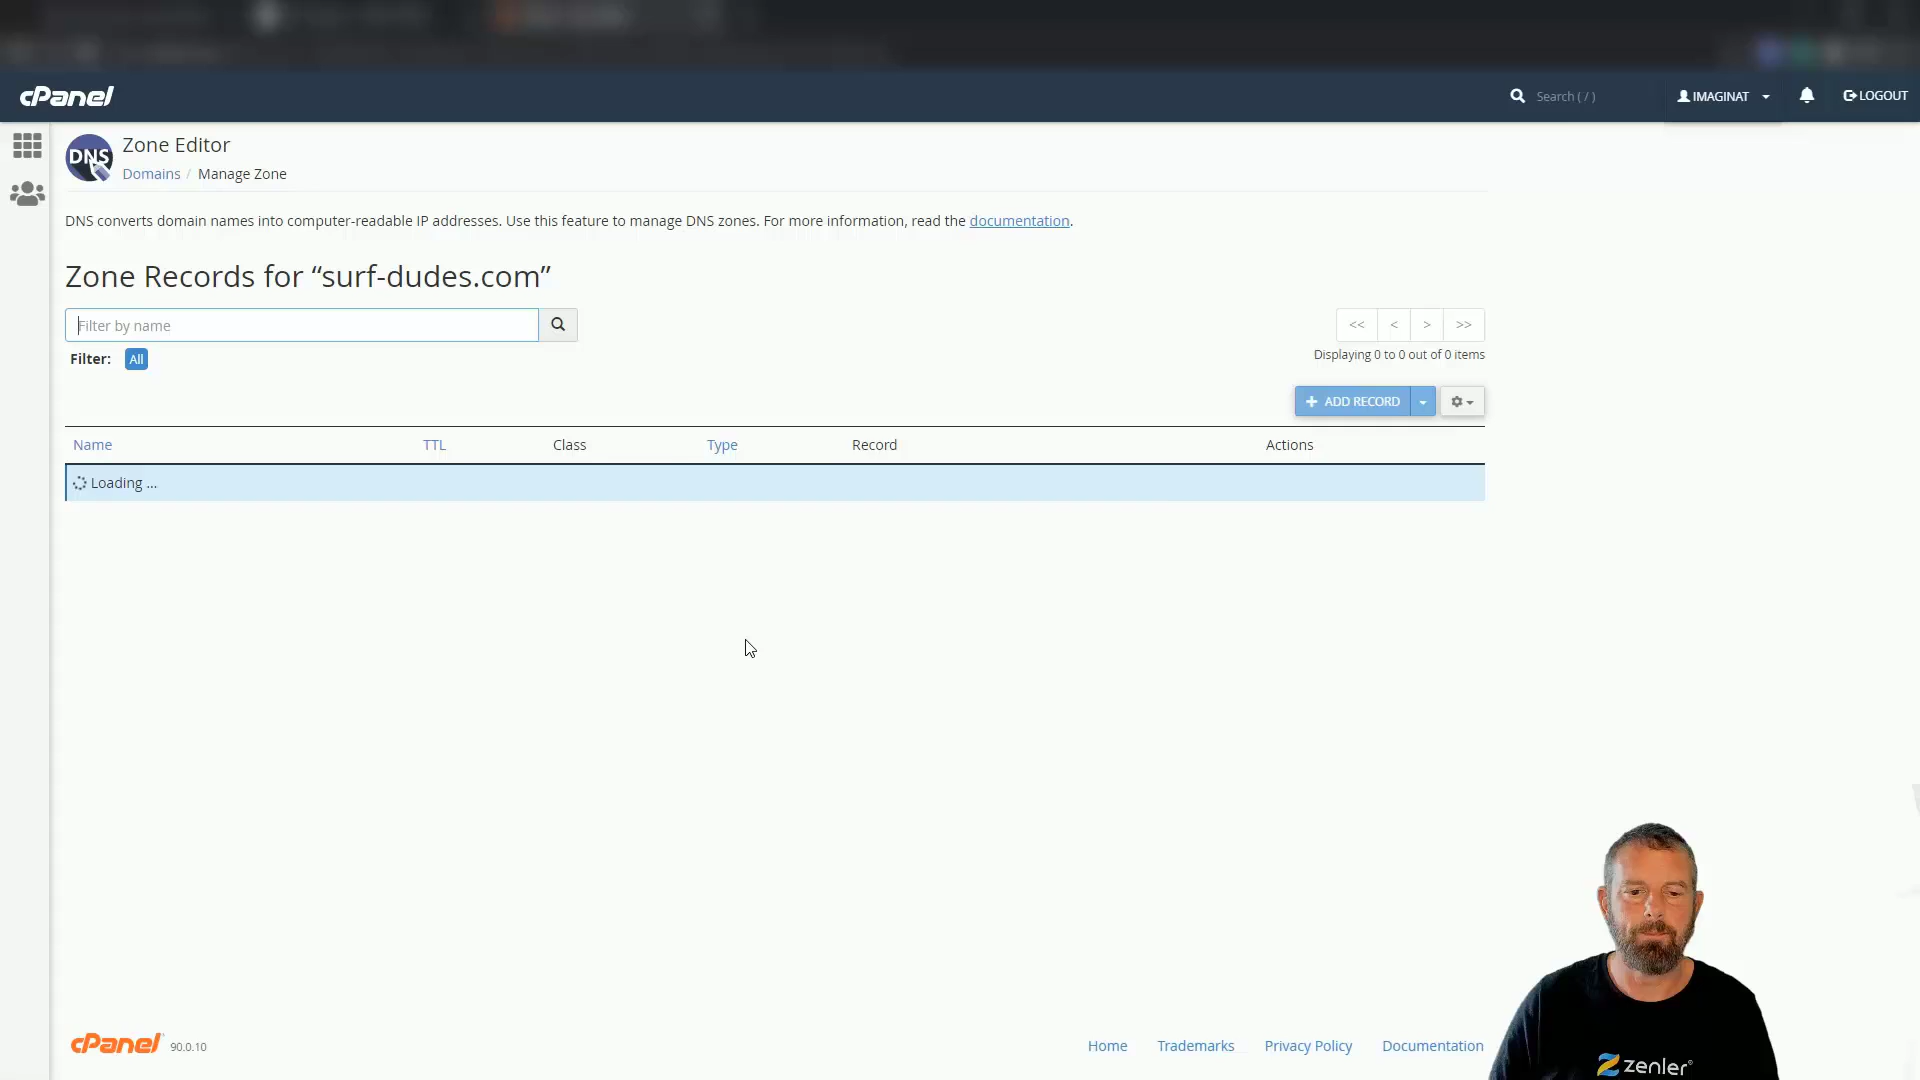 cPanel
Search ( / )
IMAGINAT
LOGOUT
DNS
Zone Editor
Domains / Manage Zone
DNS converts domain names into computer-readable IP addresses. Use this feature to manage DNS zones. For more information, read the documentation.
Zone Records for “surf-dudes.com”
Filter by name
<< < > >>
Displaying 0 to 0 out of 0 items
Filter: All
+ ADD RECORD
Name TTL Class Type Record Actions
Loading ...
cPanel 90.0.10
Home Trademarks Privacy Policy Documentation
zenler